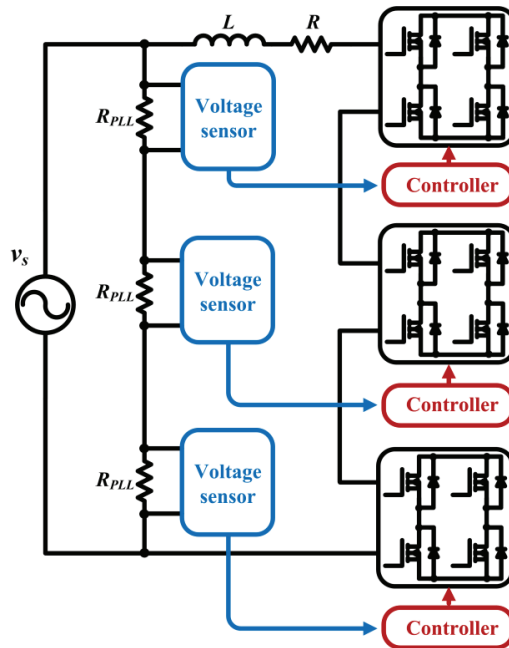 L
R
R_PLL
Voltage
sensor
Controller
v_s
R_PLL
Voltage
sensor
Controller
R_PLL
Voltage
sensor
Controller